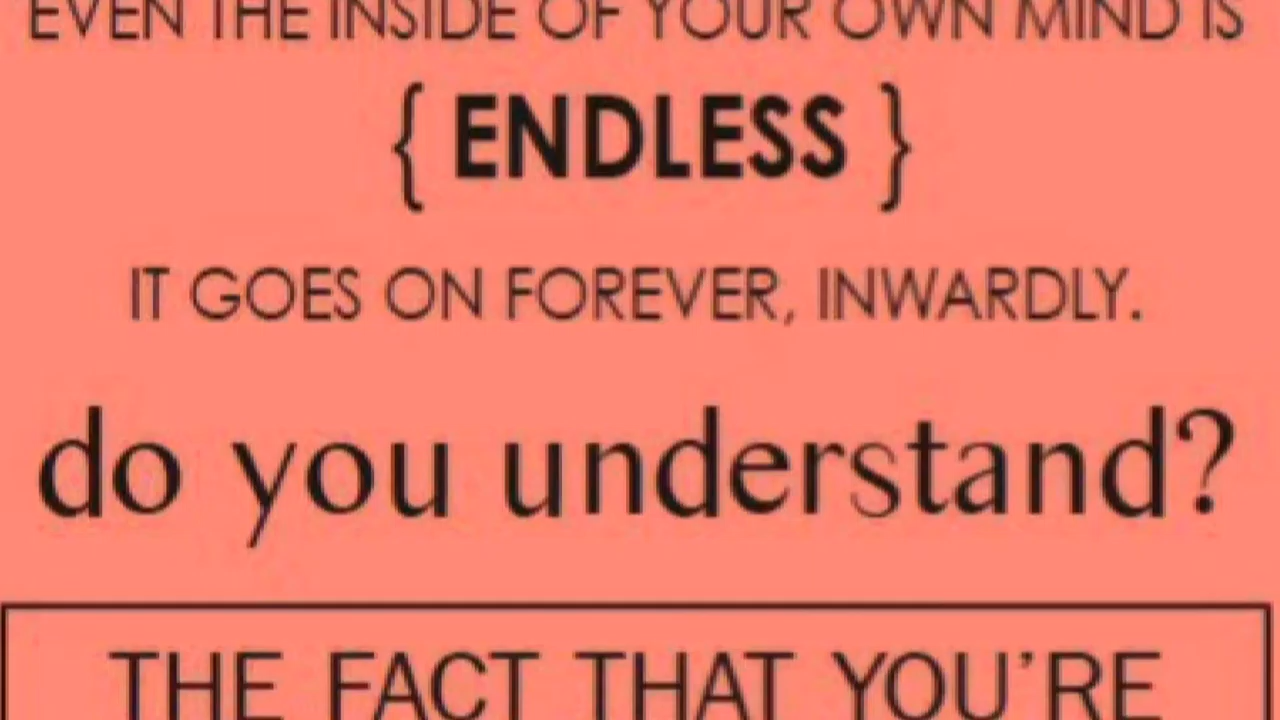 EVEN THE INSIDE OF YOUR OWN MIND IS
{ ENDLESS }
IT GOES ON FOREVER, INWARDLY.
do you understand?
THE FACT THAT YOU'RE